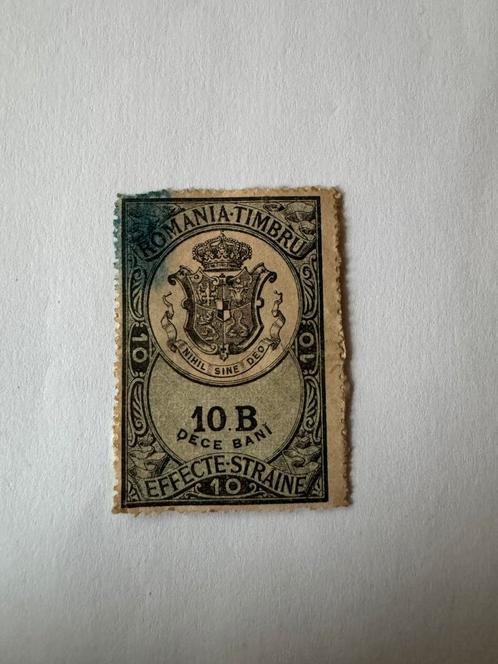 ROMANIA·TIMBRU
NIHIL SINE DEO
10 10
10.B
DECE BANI
EFFECTE·STRAINE
10